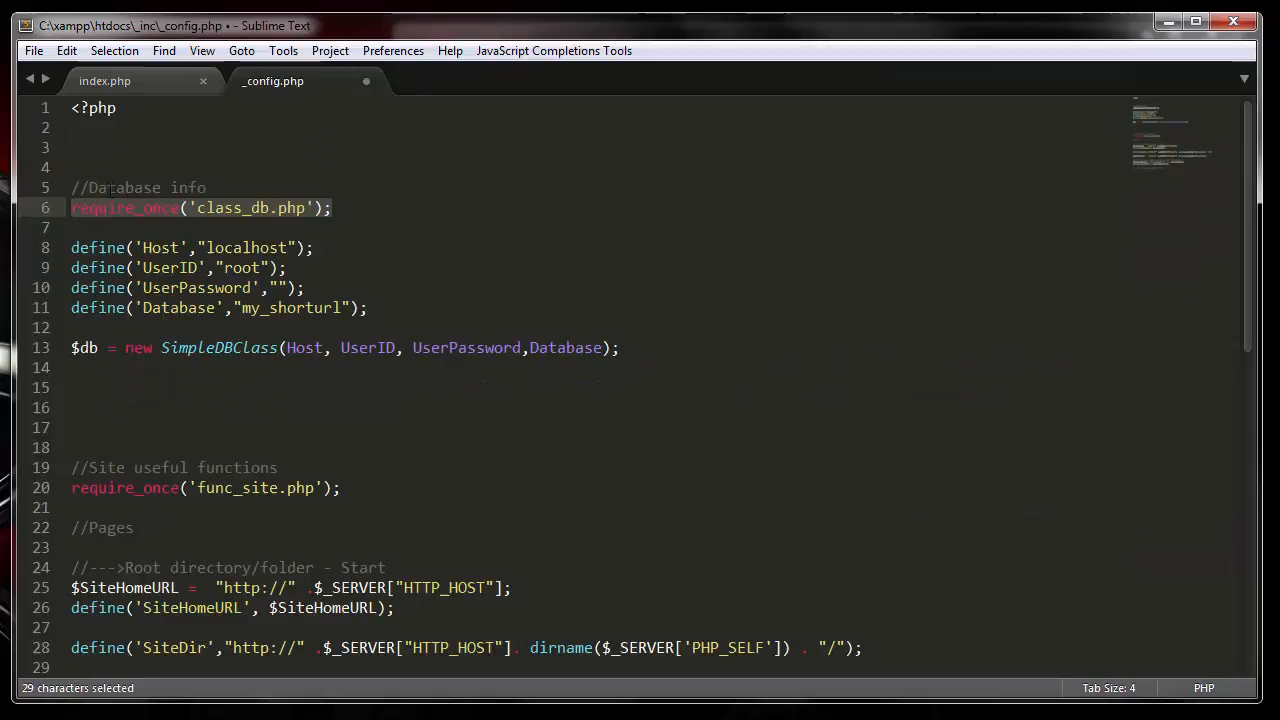 C:\xampp\htdocs\_inc\_config.php • - Sublime Text
File Edit Selection Find View Goto Tools Project Preferences Help JavaScript Completions Tools
index.php _config.php
1 <?php
2
3
4
5 //Database info
6 require_once('class_db.php');
7
8 define('Host',"localhost");
9 define('UserID',"root");
10 define('UserPassword',"");
11 define('Database',"my_shorturl");
12
13 $db = new SimpleDBClass(Host, UserID, UserPassword,Database);
14
15
16
17
18
19 //Site useful functions
20 require_once('func_site.php');
21
22 //Pages
23
24 //--->Root directory/folder - Start
25 $SiteHomeURL =  "http://" .$_SERVER["HTTP_HOST"];
26 define('SiteHomeURL', $SiteHomeURL);
27
28 define('SiteDir',"http://" .$_SERVER["HTTP_HOST"]. dirname($_SERVER['PHP_SELF']) . "/");
29
29 characters selected Tab Size: 4 PHP